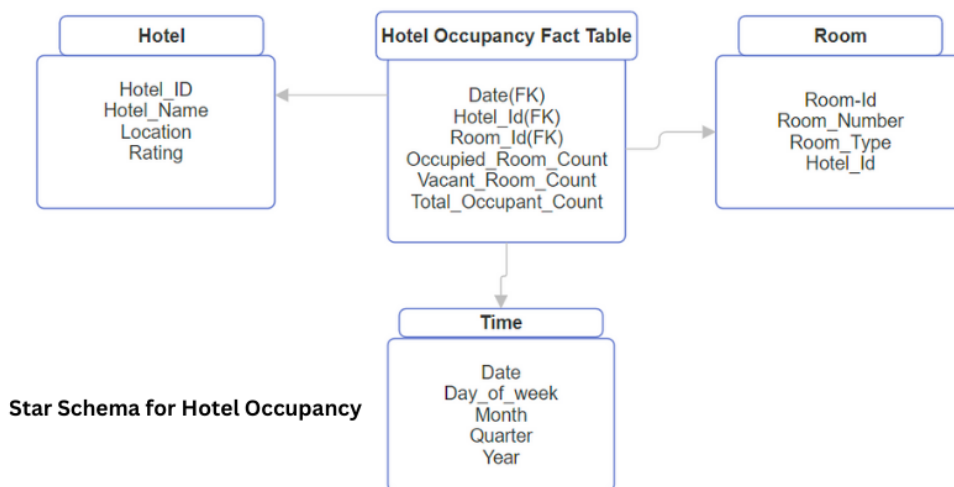 Hotel
Hotel_ID
Hotel_Name
Location
Rating
Hotel Occupancy Fact Table
Date(FK)
Hotel_Id(FK)
Room_Id(FK)
Occupied_Room_Count
Vacant_Room_Count
Total_Occupant_Count
Room
Room-Id
Room_Number
Room_Type
Hotel_Id
Time
Date
Day_of_week
Month
Quarter
Year
Star Schema for Hotel Occupancy